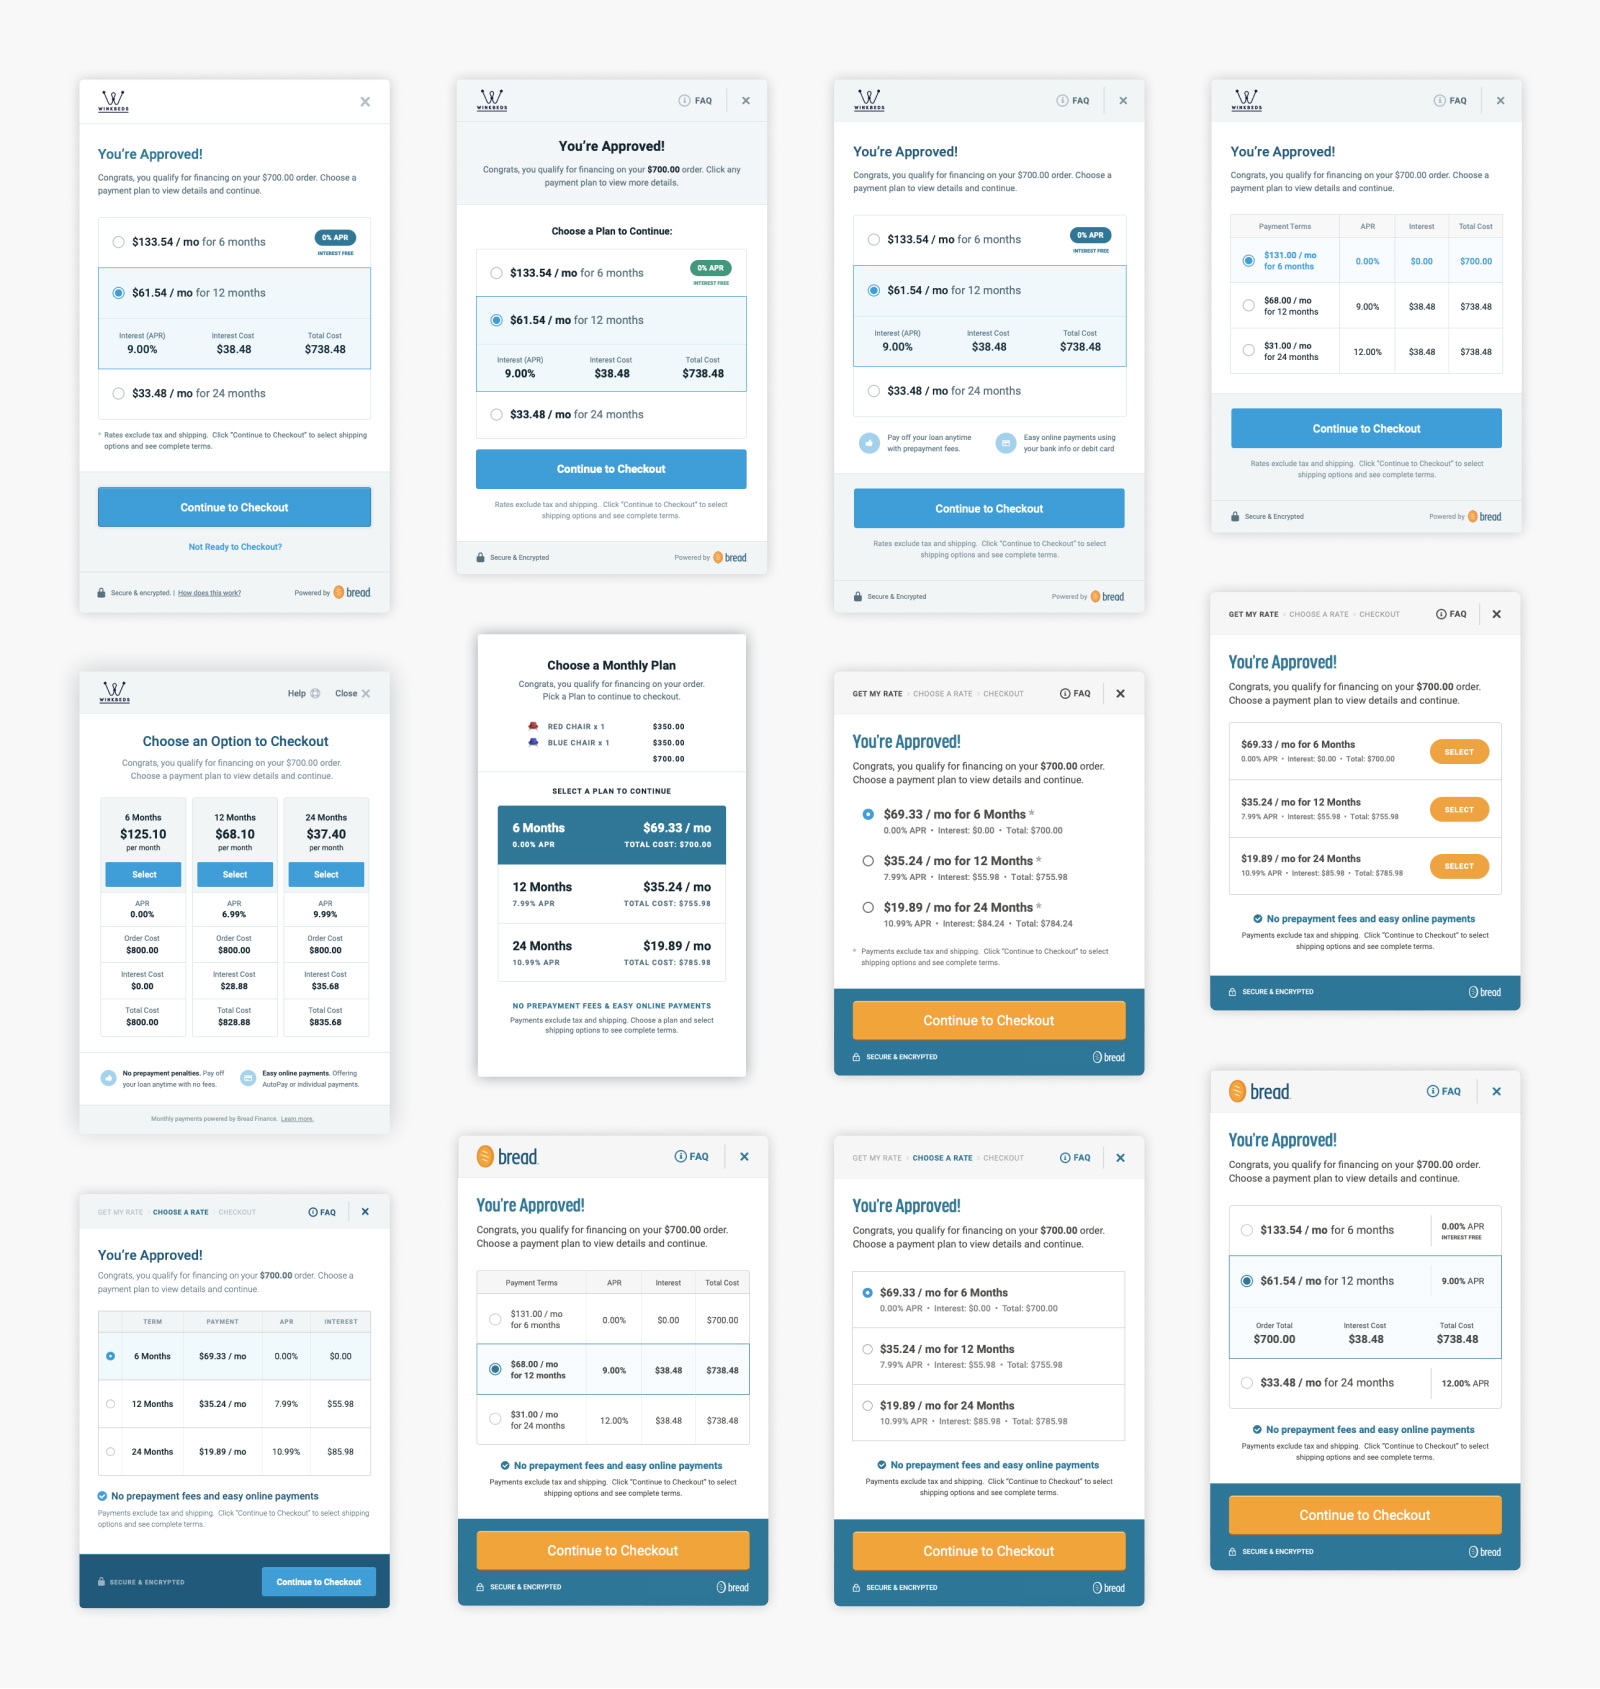 WINKBEDS
You're Approved!
Congrats, you qualify for financing on your $700.00 order. Choose a
payment plan to view details and continue.
$133.54 / mo for 6 months
0% APR
INTEREST FREE
$61.54 / mo for 12 months
Interest (APR) Interest Cost Total Cost
9.00% $38.48 $738.48
$33.48 / mo for 24 months
* Rates exclude tax and shipping. Click "Continue to Checkout" to select shipping
options and see complete terms.
Continue to Checkout
Not Ready to Checkout?
Secure & encrypted. | How does this work? Powered by bread
WINKBEDS FAQ
You're Approved!
Congrats, you qualify for financing on your $700.00 order. Click any
payment plan to view more details.
Choose a Plan to Continue:
$133.54 / mo for 6 months
0% APR
INTEREST FREE
$61.54 / mo for 12 months
Interest (APR) Interest Cost Total Cost
9.00% $38.48 $738.48
$33.48 / mo for 24 months
Continue to Checkout
Rates exclude tax and shipping. Click "Continue to Checkout" to select
shipping options and see complete terms.
Secure & Encrypted Powered by bread
WINKBEDS FAQ
You're Approved!
Congrats, you qualify for financing on your $700.00 order. Choose a
payment plan to view details and continue.
$133.54 / mo for 6 months
0% APR
INTEREST FREE
$61.54 / mo for 12 months
Interest (APR) Interest Cost Total Cost
9.00% $38.48 $738.48
$33.48 / mo for 24 months
Pay off your loan anytime
with prepayment fees.
Easy online payments using
your bank info or debit card
Continue to Checkout
Rates exclude tax and shipping. Click "Continue to Checkout" to select
shipping options and see complete terms.
Secure & Encrypted Powered by bread
WINKBEDS FAQ
You're Approved!
Congrats, you qualify for financing on your $700.00 order. Choose a
payment plan to view details and continue.
Payment Terms APR Interest Total Cost
$131.00 / mo
for 6 months
0.00% $0.00 $700.00
$68.00 / mo
for 12 months
9.00% $38.48 $738.48
$31.00 / mo
for 24 months
12.00% $38.48 $738.48
Continue to Checkout
Rates exclude tax and shipping. Click "Continue to Checkout" to select
shipping options and see complete terms.
Secure & Encrypted Powered by bread
WINKBEDS Help Close
Choose an Option to Checkout
Congrats, you qualify for financing on your $700.00 order.
Choose a payment plan to view details and continue.
6 Months 12 Months 24 Months
$125.10 $68.10 $37.40
per month per month per month
Select Select Select
APR APR APR
0.00% 6.99% 9.99%
Order Cost Order Cost Order Cost
$800.00 $800.00 $800.00
Interest Cost Interest Cost Interest Cost
$0.00 $28.88 $35.68
Total Cost Total Cost Total Cost
$800.00 $828.88 $835.68
No prepayment penalties. Pay off
your loan anytime with no fees.
Easy online payments. Offering
AutoPay or individual payments.
Monthly payments powered by Bread Finance. Learn more.
Choose a Monthly Plan
Congrats, you qualify for financing on your order.
Pick a Plan to continue to checkout.
RED CHAIR x 1 $350.00
BLUE CHAIR x 1 $350.00
$700.00
SELECT A PLAN TO CONTINUE
6 Months $69.33 / mo
0.00% APR TOTAL COST: $700.00
12 Months $35.24 / mo
7.99% APR TOTAL COST: $755.98
24 Months $19.89 / mo
10.99% APR TOTAL COST: $785.98
NO PREPAYMENT FEES & EASY ONLINE PAYMENTS
Payments exclude tax and shipping. Choose a plan and select
shipping options to see complete terms.
GET MY RATE CHOOSE A RATE CHECKOUT FAQ
You're Approved!
Congrats, you qualify for financing on your $700.00 order.
Choose a payment plan to view details and continue.
$69.33 / mo for 6 Months *
0.00% APR • Interest: $0.00 • Total: $700.00
$35.24 / mo for 12 Months *
7.99% APR • Interest: $55.98 • Total: $755.98
$19.89 / mo for 24 Months *
10.99% APR • Interest: $84.24 • Total: $784.24
* Payments exclude tax and shipping. Click "Continue to Checkout" to select
shipping options and see complete terms.
Continue to Checkout
SECURE & ENCRYPTED bread
GET MY RATE CHOOSE A RATE CHECKOUT FAQ
You're Approved!
Congrats, you qualify for financing on your $700.00 order.
Choose a payment plan to view details and continue.
$69.33 / mo for 6 Months
0.00% APR • Interest: $0.00 • Total: $700.00
SELECT
$35.24 / mo for 12 Months
7.99% APR • Interest: $55.98 • Total: $755.98
SELECT
$19.89 / mo for 24 Months
10.99% APR • Interest: $85.98 • Total: $785.98
SELECT
No prepayment fees and easy online payments
Payments exclude tax and shipping. Click "Continue to Checkout" to select
shipping options and see complete terms.
SECURE & ENCRYPTED bread
GET MY RATE CHOOSE A RATE CHECKOUT FAQ
You're Approved!
Congrats, you qualify for financing on your $700.00 order. Choose a
payment plan to view details and continue.
TERM PAYMENT APR INTEREST
6 Months $69.33 / mo 0.00% $0.00
12 Months $35.24 / mo 7.99% $55.98
24 Months $19.89 / mo 10.99% $85.98
No prepayment fees and easy online payments
Payments exclude tax and shipping. Click "Continue to Checkout" to select shipping
options and see complete terms.
SECURE & ENCRYPTED Continue to Checkout
bread FAQ
You're Approved!
Congrats, you qualify for financing on your $700.00 order.
Choose a payment plan to view details and continue.
Payment Terms APR Interest Total Cost
$131.00 / mo
for 6 months
0.00% $0.00 $700.00
$68.00 / mo
for 12 months
9.00% $38.48 $738.48
$31.00 / mo
for 24 months
12.00% $38.48 $738.48
No prepayment fees and easy online payments
Payments exclude tax and shipping. Click "Continue to Checkout" to select
shipping options and see complete terms.
Continue to Checkout
SECURE & ENCRYPTED bread
GET MY RATE CHOOSE A RATE CHECKOUT FAQ
You're Approved!
Congrats, you qualify for financing on your $700.00 order.
Choose a payment plan to view details and continue.
$69.33 / mo for 6 Months
0.00% APR • Interest: $0.00 • Total: $700.00
$35.24 / mo for 12 Months
7.99% APR • Interest: $55.98 • Total: $755.98
$19.89 / mo for 24 Months
10.99% APR • Interest: $85.98 • Total: $785.98
No prepayment fees and easy online payments
Payments exclude tax and shipping. Click "Continue to Checkout" to select
shipping options and see complete terms.
Continue to Checkout
SECURE & ENCRYPTED bread
bread FAQ
You're Approved!
Congrats, you qualify for financing on your $700.00 order.
Choose a payment plan to view details and continue.
$133.54 / mo for 6 months
0.00% APR
INTEREST FREE
$61.54 / mo for 12 months 9.00% APR
Order Total Interest Cost Total Cost
$700.00 $38.48 $738.48
$33.48 / mo for 24 months 12.00% APR
No prepayment fees and easy online payments
Payments exclude tax and shipping. Click "Continue to Checkout" to select
shipping options and see complete terms.
Continue to Checkout
SECURE & ENCRYPTED bread